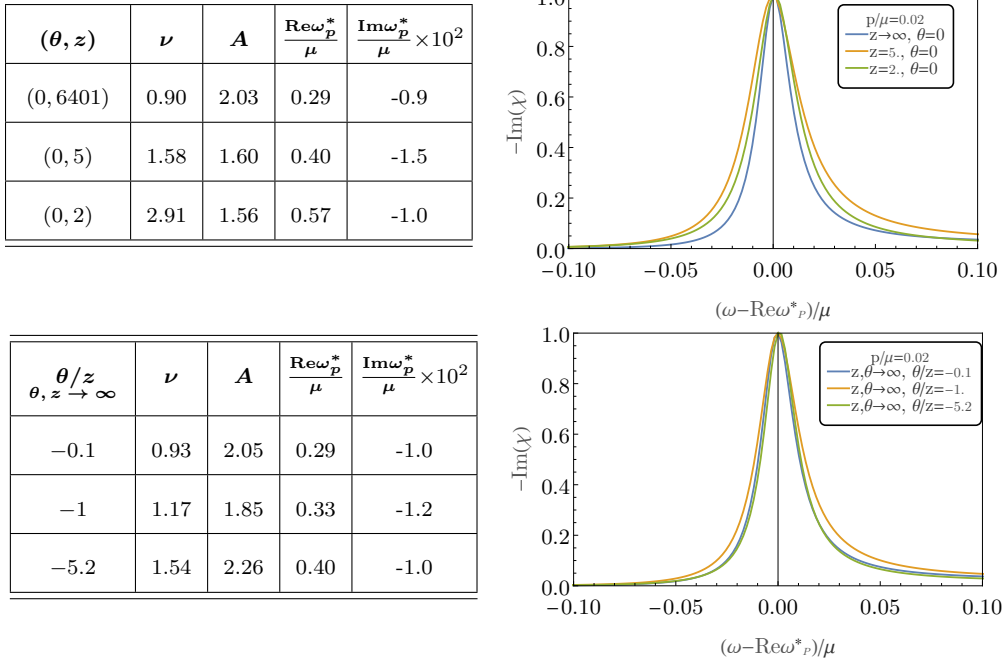 (θ, z) ν A Reω*p/μ Imω*p/μ ×10²
(0, 6401) 0.90 2.03 0.29 -0.9
(0, 5) 1.58 1.60 0.40 -1.5
(0, 2) 2.91 1.56 0.57 -1.0
p/μ=0.02
z→∞, θ=0
z=5., θ=0
z=2., θ=0
−Im(χ)
1.0
0.8
0.6
0.4
0.2
0.0
−0.10 −0.05 0.00 0.05 0.10
(ω−Reω*P)/μ
θ/z ν A Reω*p/μ Imω*p/μ ×10²
θ, z → ∞
−0.1 0.93 2.05 0.29 -1.0
−1 1.17 1.85 0.33 -1.2
−5.2 1.54 2.26 0.40 -1.0
p/μ=0.02
z,θ→∞, θ/z=−0.1
z,θ→∞, θ/z=−1.
z,θ→∞, θ/z=−5.2
−Im(χ)
1.0
0.8
0.6
0.4
0.2
0.0
−0.10 −0.05 0.00 0.05 0.10
(ω−Reω*P)/μ